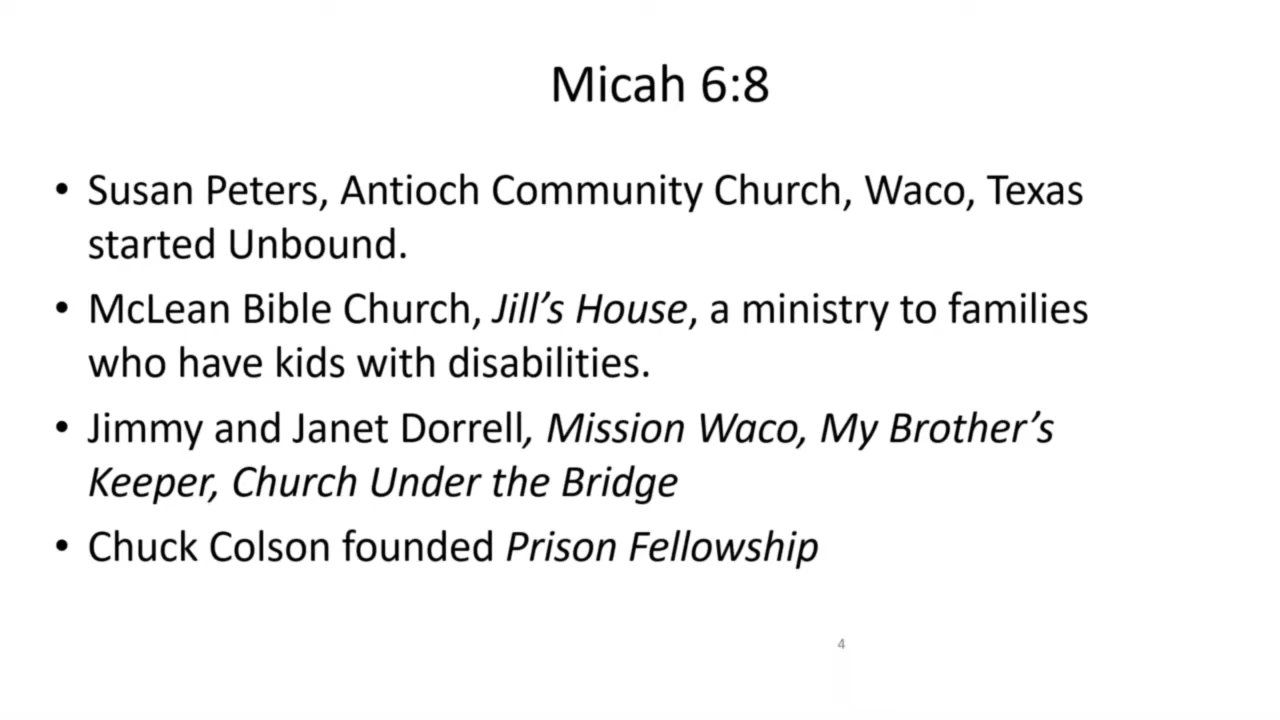 Micah 6:8
• Susan Peters, Antioch Community Church, Waco, Texas
started Unbound.
• McLean Bible Church, Jill’s House, a ministry to families
who have kids with disabilities.
• Jimmy and Janet Dorrell, Mission Waco, My Brother’s
Keeper, Church Under the Bridge
• Chuck Colson founded Prison Fellowship
4